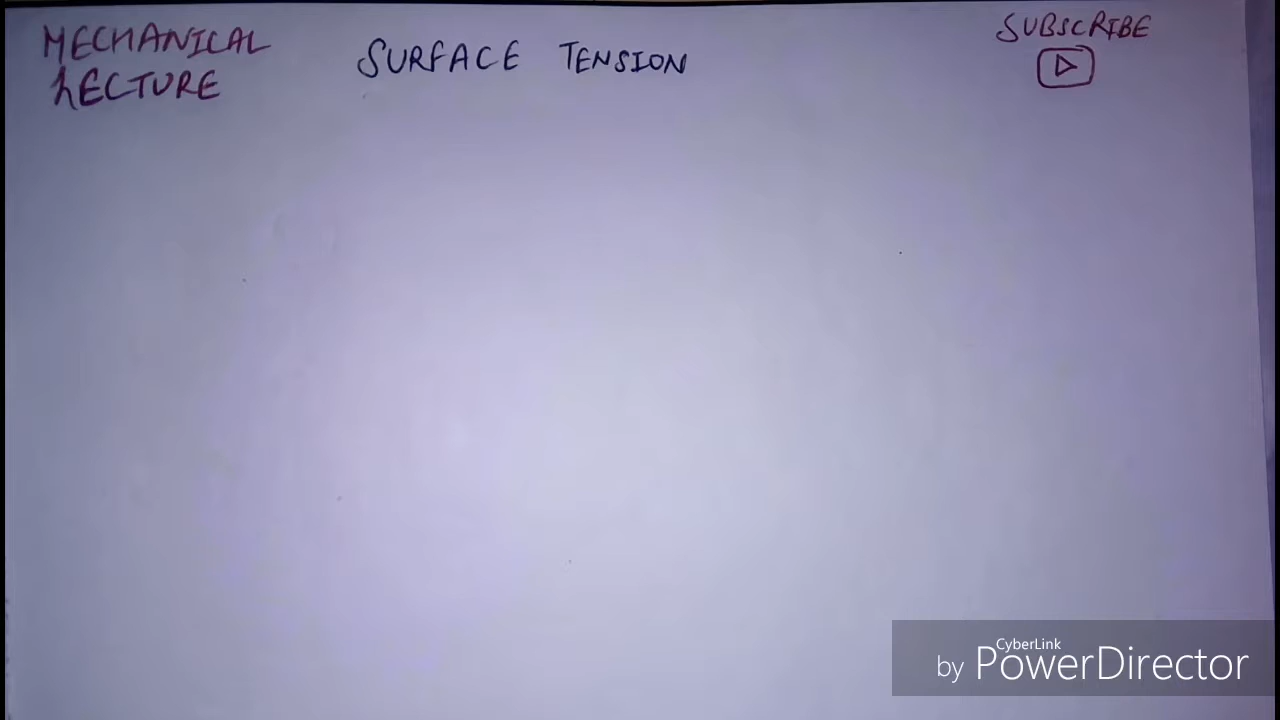 MECHANICAL
LECTURE
SURFACE TENSION
SUBSCRIBE
CyberLink
by PowerDirector